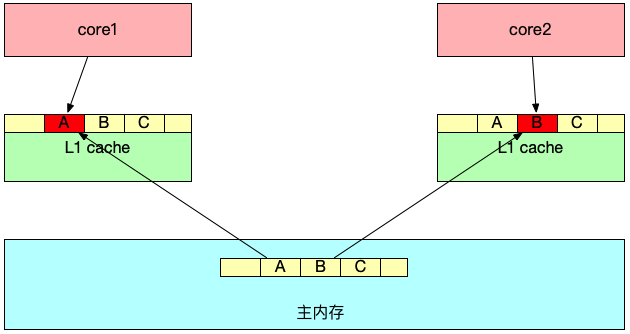 core1
core2
A B C
A B C
L1 cache
L1 cache
A B C
主内存